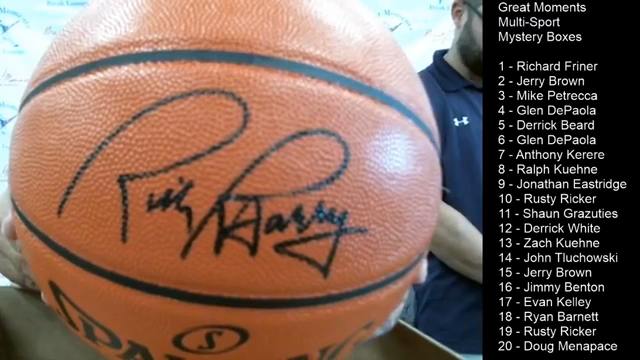 Rick Barry
SPALDING
Great Moments
Multi-Sport
Mystery Boxes
1 - Richard Friner
2 - Jerry Brown
3 - Mike Petrecca
4 - Glen DePaola
5 - Derrick Beard
6 - Glen DePaola
7 - Anthony Kerere
8 - Ralph Kuehne
9 - Jonathan Eastridge
10 - Rusty Ricker
11 - Shaun Grazuties
12 - Derrick White
13 - Zach Kuehne
14 - John Tluchowski
15 - Jerry Brown
16 - Jimmy Benton
17 - Evan Kelley
18 - Ryan Barnett
19 - Rusty Ricker
20 - Doug Menapace